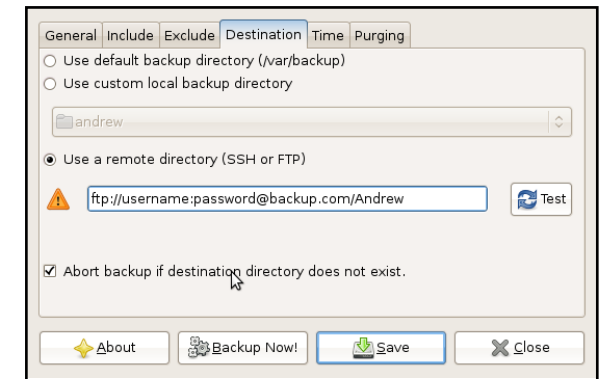 General Include Exclude Destination Time Purging
Use default backup directory (/var/backup)
Use custom local backup directory
andrew
Use a remote directory (SSH or FTP)
ftp://username:password@backup.com/Andrew Test
Abort backup if destination directory does not exist.
About Backup Now! Save Close